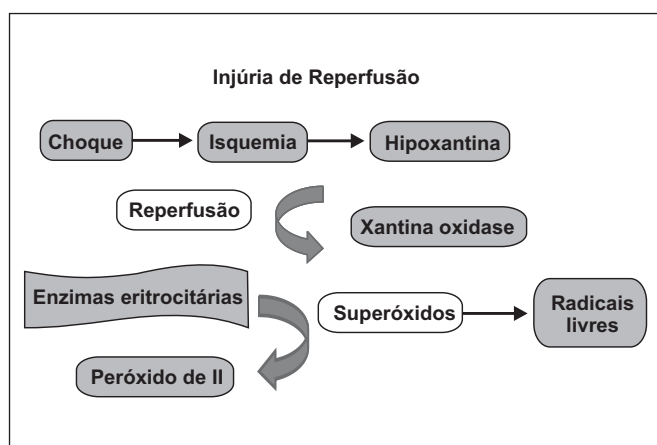 Injúria de Reperfusão
Choque
Isquemia
Hipoxantina
Reperfusão
Xantina oxidase
Enzimas eritrocitárias
Superóxidos
Radicais
livres
Peróxido de II